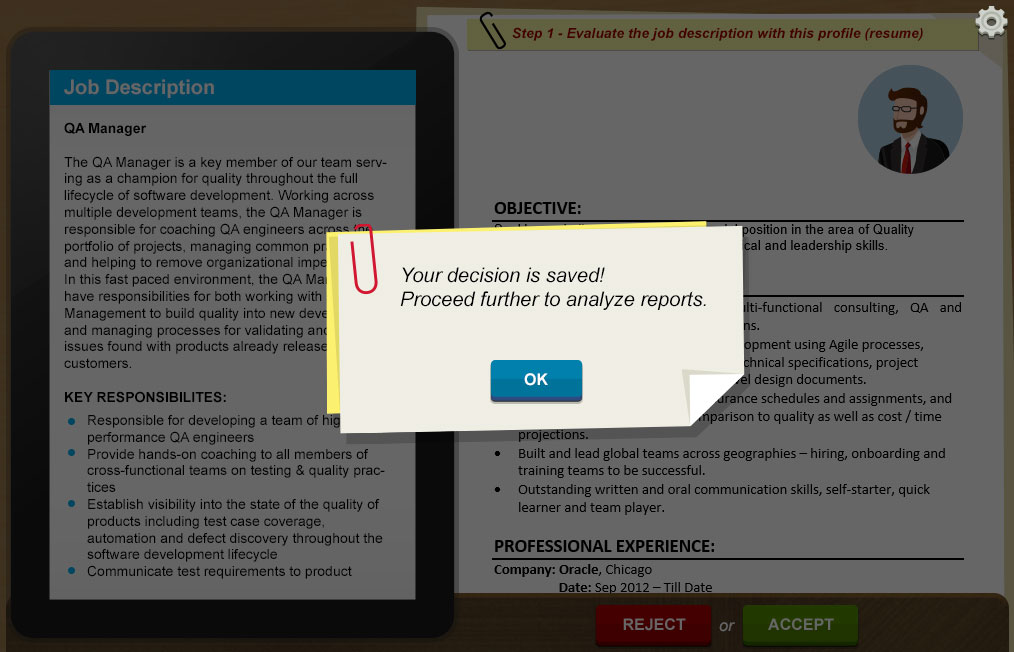 Step 1 - Evaluate the job description with this profile (resume)
Job Description
QA Manager
The QA Manager is a key member of our team serv-
ing as a champion for quality throughout the full
lifecycle of software development. Working across
multiple development teams, the QA Manager is
responsible for coaching QA engineers across the
portfolio of projects, managing common
and helping to remove organizational
In this fast paced environment, the QA
have responsibilities for both working with
Management to build quality into new
and managing processes for validating
issues found with products already
customers.
KEY RESPONSIBILITES:
Responsible for developing a team of
performance QA engineers
Provide hands-on coaching to all members of
cross-functional teams on testing & quality prac-
tices
Establish visibility into the state of the quality of
products including test case coverage,
automation and defect discovery throughout the
software development lifecycle
Communicate test requirements to product
OBJECTIVE:
position in the area of Quality
and leadership skills.
consulting, QA and
using Agile processes,
specifications, project
design documents.
schedules and assignments, and
to quality as well as cost / time
projections.
• Built and lead global teams across geographies – hiring, onboarding and
training teams to be successful.
• Outstanding written and oral communication skills, self-starter, quick
learner and team player.
PROFESSIONAL EXPERIENCE:
Company: Oracle, Chicago
Date: Sep 2012 – Till Date
Your decision is saved!
Proceed further to analyze reports.
OK
REJECT or ACCEPT